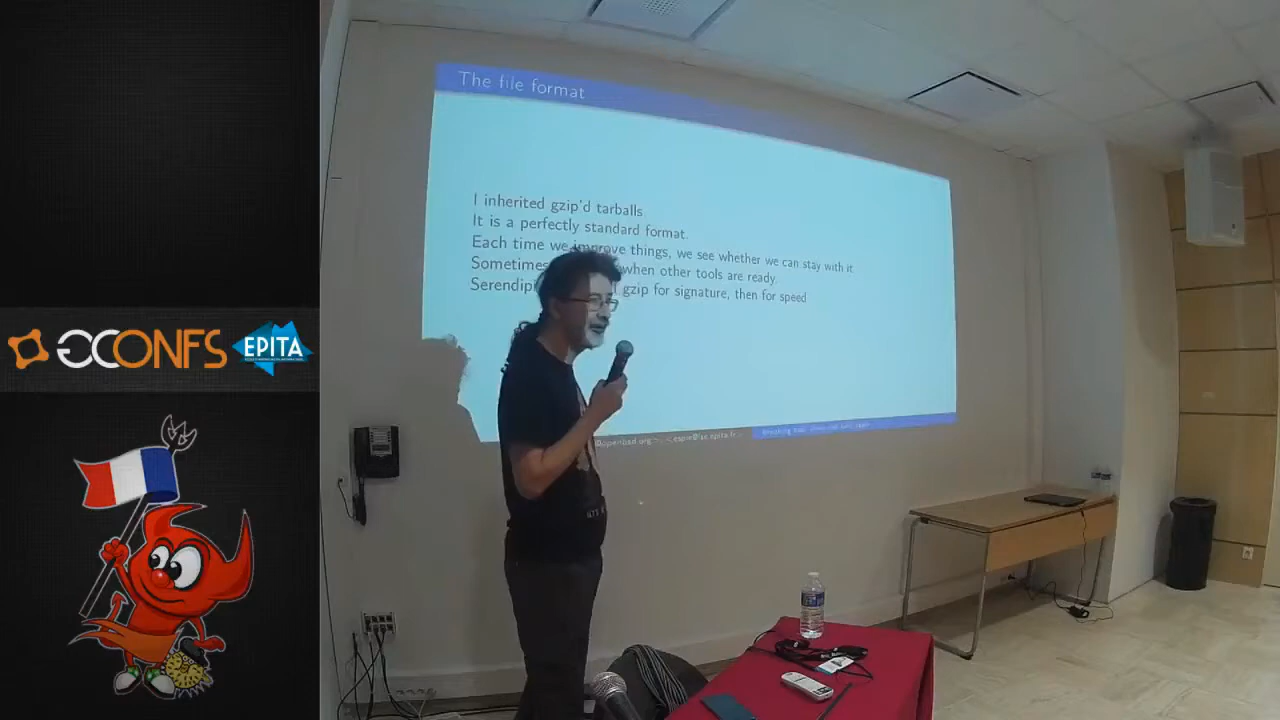 The file format
I inherited gzip'd tarballs.
It is a perfectly standard format.
Each time we improve things, we see whether we can stay with it
Sometimes when other tools are ready.
gzip for signature, then for speed
CONFS
EPITA